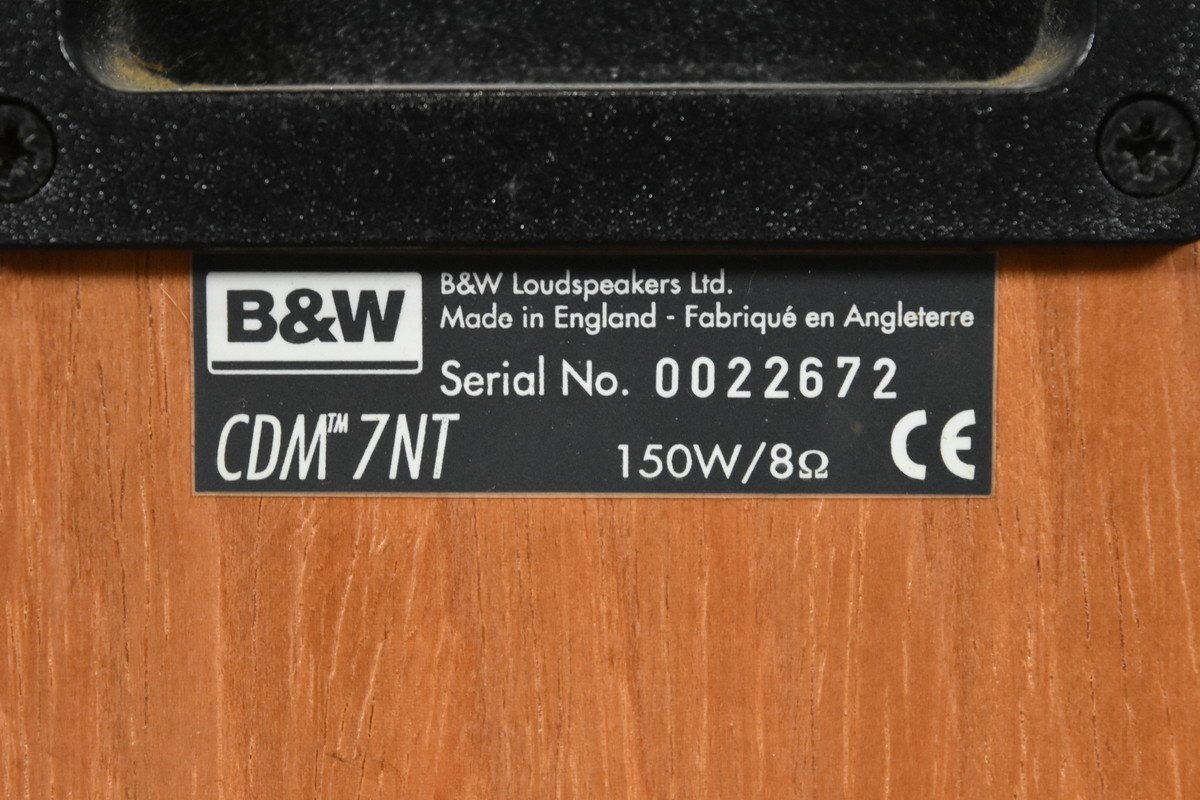 B&W
B&W Loudspeakers Ltd.
Made in England - Fabriqué en Angleterre
Serial No. 0022672
CDM™ 7NT
150W/8Ω
CE